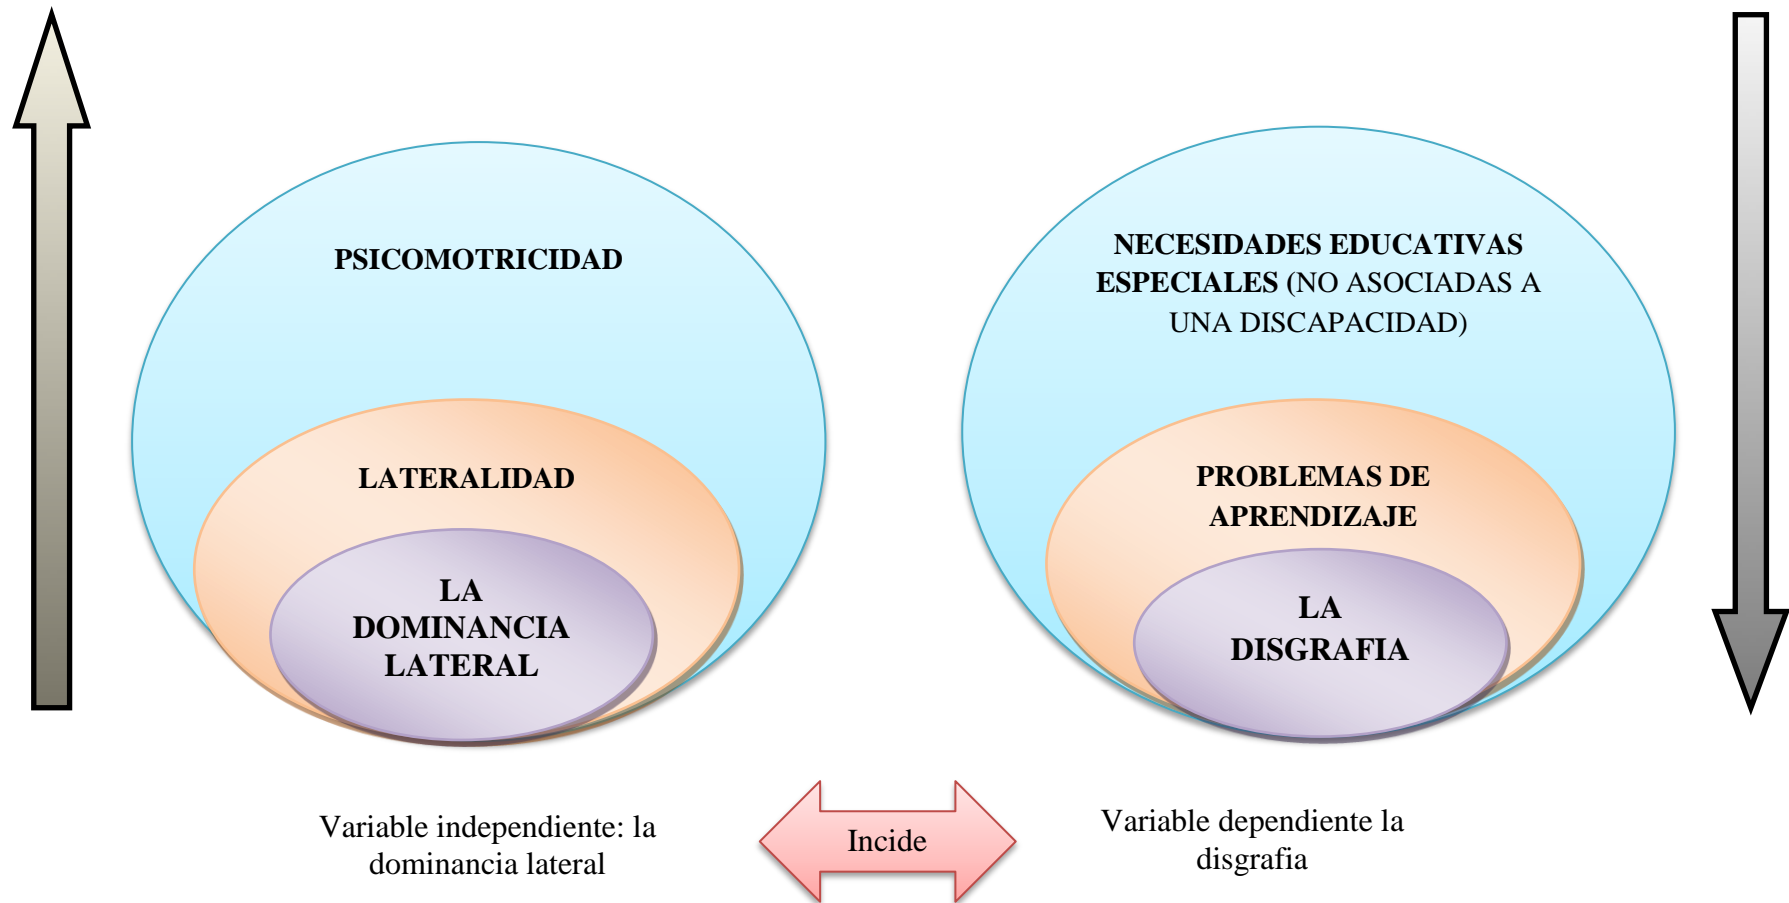 PSICOMOTRICIDAD
LATERALIDAD
LA
DOMINANCIA
LATERAL
NECESIDADES EDUCATIVAS
ESPECIALES (NO ASOCIADAS A
UNA DISCAPACIDAD)
PROBLEMAS DE
APRENDIZAJE
LA
DISGRAFIA
Variable independiente: la
dominancia lateral
Incide
Variable dependiente la
disgrafia